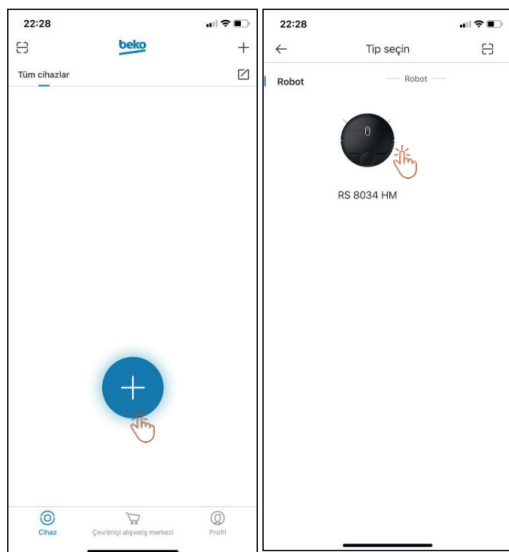 22:28
beko
Tüm cihazlar
Cihaz
Çevrimiçi alışveriş merkezi
Profil
22:28
Tip seçin
Robot
Robot
RS 8034 HM